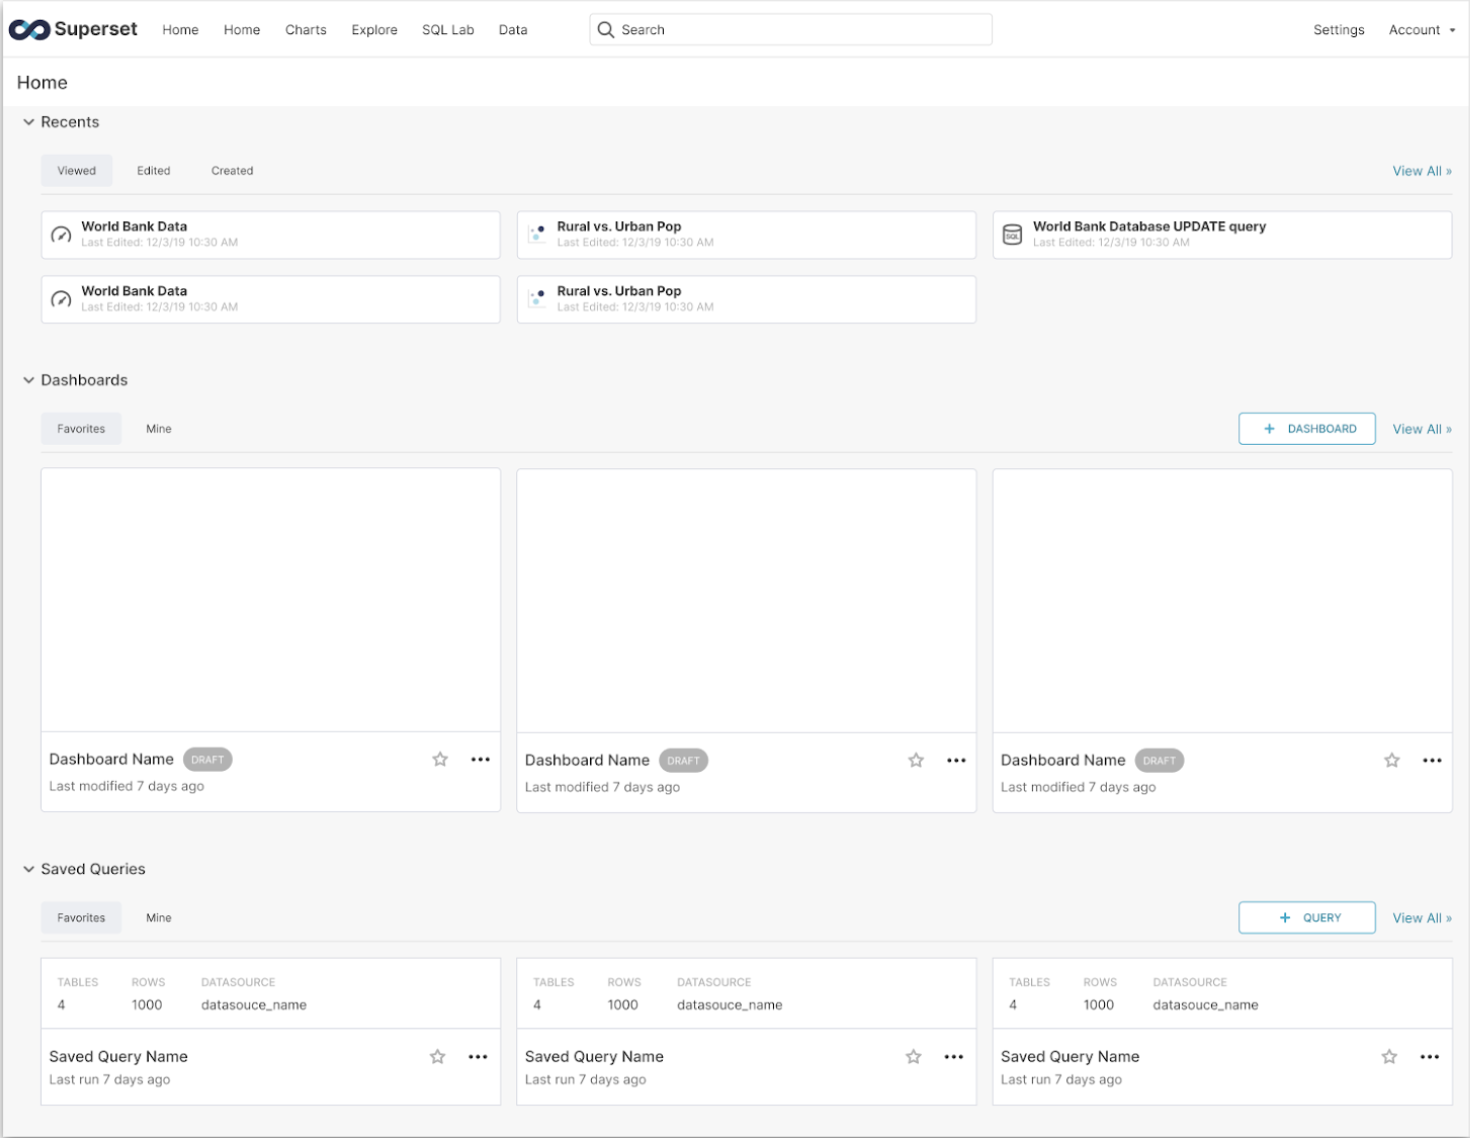 Superset Home Home Charts Explore SQL Lab Data Search Settings Account
Home
Recents
Viewed Edited Created View All »
World Bank Data
Last Edited: 12/3/19 10:30 AM
Rural vs. Urban Pop
Last Edited: 12/3/19 10:30 AM
SQL
World Bank Database UPDATE query
Last Edited: 12/3/19 10:30 AM
World Bank Data
Last Edited: 12/3/19 10:30 AM
Rural vs. Urban Pop
Last Edited: 12/3/19 10:30 AM
Dashboards
Favorites Mine + DASHBOARD View All »
Dashboard Name DRAFT
Last modified 7 days ago
Dashboard Name DRAFT
Last modified 7 days ago
Dashboard Name DRAFT
Last modified 7 days ago
Saved Queries
Favorites Mine + QUERY View All »
TABLES ROWS DATASOURCE
4 1000 datasouce_name
Saved Query Name
Last run 7 days ago
TABLES ROWS DATASOURCE
4 1000 datasouce_name
Saved Query Name
Last run 7 days ago
TABLES ROWS DATASOURCE
4 1000 datasouce_name
Saved Query Name
Last run 7 days ago